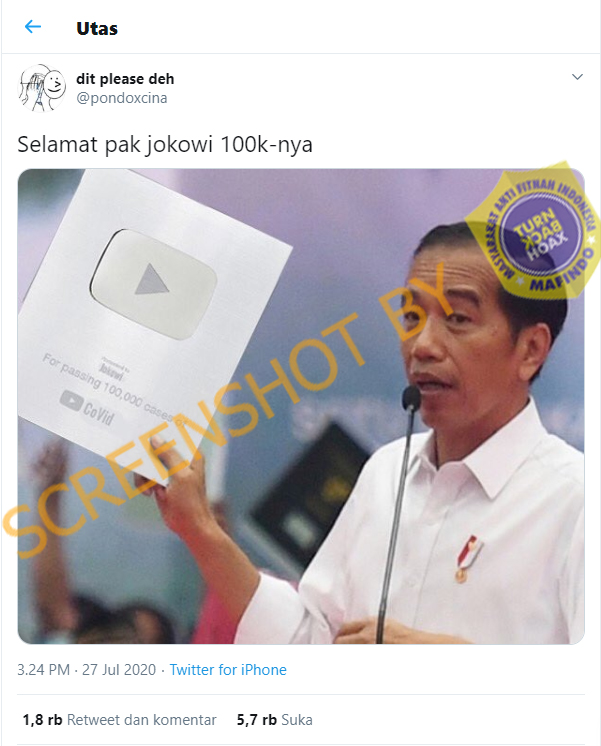 Utas
dit please deh
@pondoxcina
Selamat pak jokowi 100k-nya
MASYARAKAT ANTI FITNAH INDONESIA
TURN
BACK
HOAX
MAFINDO
Presented to
Jokowi
For passing 100,000 cases of
CoVid
SCREENSHOT BY
3.24 PM · 27 Jul 2020 · Twitter for iPhone
1,8 rb Retweet dan komentar 5,7 rb Suka